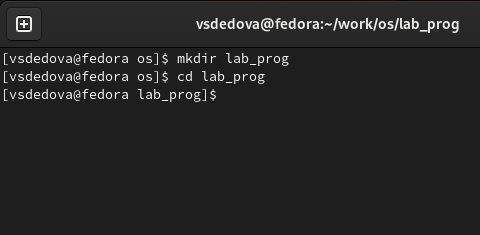 vsdedova@fedora:~/work/os/lab_prog
[vsdedova@fedora os]$ mkdir lab_prog
[vsdedova@fedora os]$ cd lab_prog
[vsdedova@fedora lab_prog]$